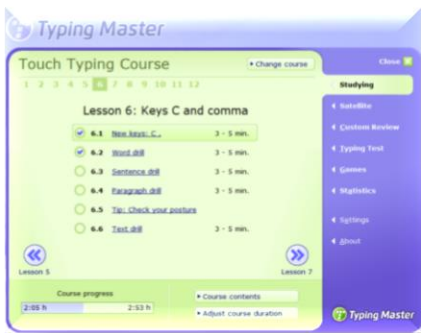 Typing Master
Touch Typing Course
Change course
Close
1 2 3 4 5 6 7 8 9 10 11 12
Studying
Lesson 6: Keys C and comma
Satellite
6.1 New keys: C , 3 - 5 min.
Custom Review
6.2 Word drill 3 - 5 min.
Typing Test
6.3 Sentence drill 3 - 5 min.
Games
6.4 Paragraph drill 3 - 5 min.
Statistics
6.5 Tip: Check your posture
Settings
6.6 Text drill 3 - 5 min.
About
Lesson 5
Lesson 7
Course progress
Course contents
2:05 h 2:53 h
Adjust course duration
Typing Master